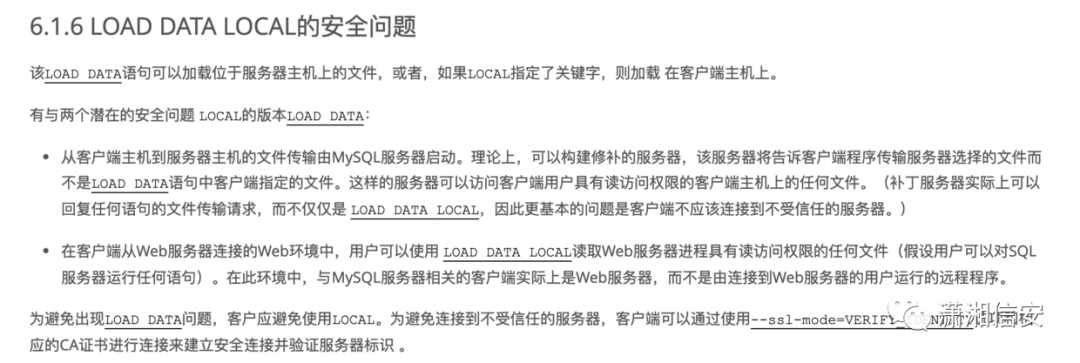 6.1.6 LOAD DATA LOCAL的安全问题
该LOAD DATA语句可以加载位于服务器主机上的文件，或者，如果LOCAL指定了关键字，则加载 在客户端主机上。
有与两个潜在的安全问题 LOCAL的版本LOAD DATA：
• 从客户端主机到服务器主机的文件传输由MySQL服务器启动。理论上，可以构建修补的服务器，该服务器将告诉客户端程序传输服务器选择的文件而
不是LOAD DATA语句中客户端指定的文件。这样的服务器可以访问客户端用户具有读访问权限的客户端主机上的任何文件。（补丁服务器实际上可以
回复任何语句的文件传输请求，而不仅仅是 LOAD DATA LOCAL，因此更基本的问题是客户端不应该连接到不受信任的服务器。）
• 在客户端从Web服务器连接的Web环境中，用户可以使用 LOAD DATA LOCAL读取Web服务器进程具有读访问权限的任何文件（假设用户可以对SQL
服务器运行任何语句）。在此环境中，与MySQL服务器相关的客户端实际上是Web服务器，而不是由连接到Web服务器的用户运行的远程程序。
为避免出现LOAD DATA问题，客户应避免使用LOCAL。为避免连接到不受信任的服务器，客户端可以通过使用--ssl-mode=VERIFY_
应的CA证书进行连接来建立安全连接并验证服务器标识 。
潇湘信安